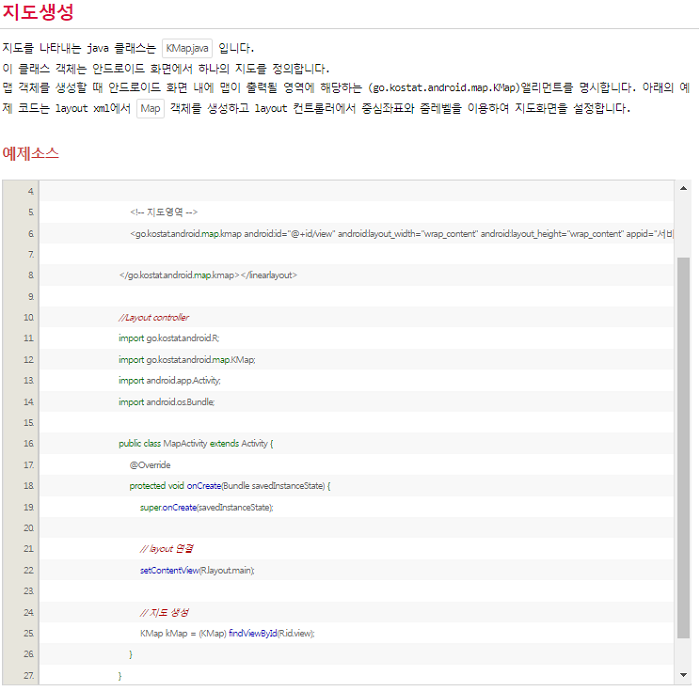 지도생성
지도를 나타내는 java 클래스는 KMap.java 입니다.
이 클래스 객체는 안드로이드 화면에서 하나의 지도를 정의합니다.
맵 객체를 생성할 때 안드로이드 화면 내에 맵이 출력될 영역에 해당하는 (go.kostat.android.map.KMap)앨리먼트를 명시합니다. 아래의 예
제 코드는 layout xml에서 Map 객체를 생성하고 layout 컨트롤러에서 중심좌표와 줌레벨을 이용하여 지도화면을 설정합니다.
예제소스
4.
5. <!-- 지도영역 -->
6. <go.kostat.android.map.kmap android:id="@+id/view" android:layout_width="wrap_content" android:layout_height="wrap_content" appid="서비
7.
8. </go.kostat.android.map.kmap></linearlayout>
9.
10. //Layout controller
11. import go.kostat.android.R;
12. import go.kostat.android.map.KMap;
13. import android.app.Activity;
14. import android.os.Bundle;
15.
16. public class MapActivity extends Activity {
17. @Override
18. protected void onCreate(Bundle savedInstanceState) {
19. super.onCreate(savedInstanceState);
20.
21. // layout 연결
22. setContentView(R.layout.main);
23.
24. // 지도 생성
25. KMap kMap = (KMap) findViewById(R.id.view);
26. }
27. }